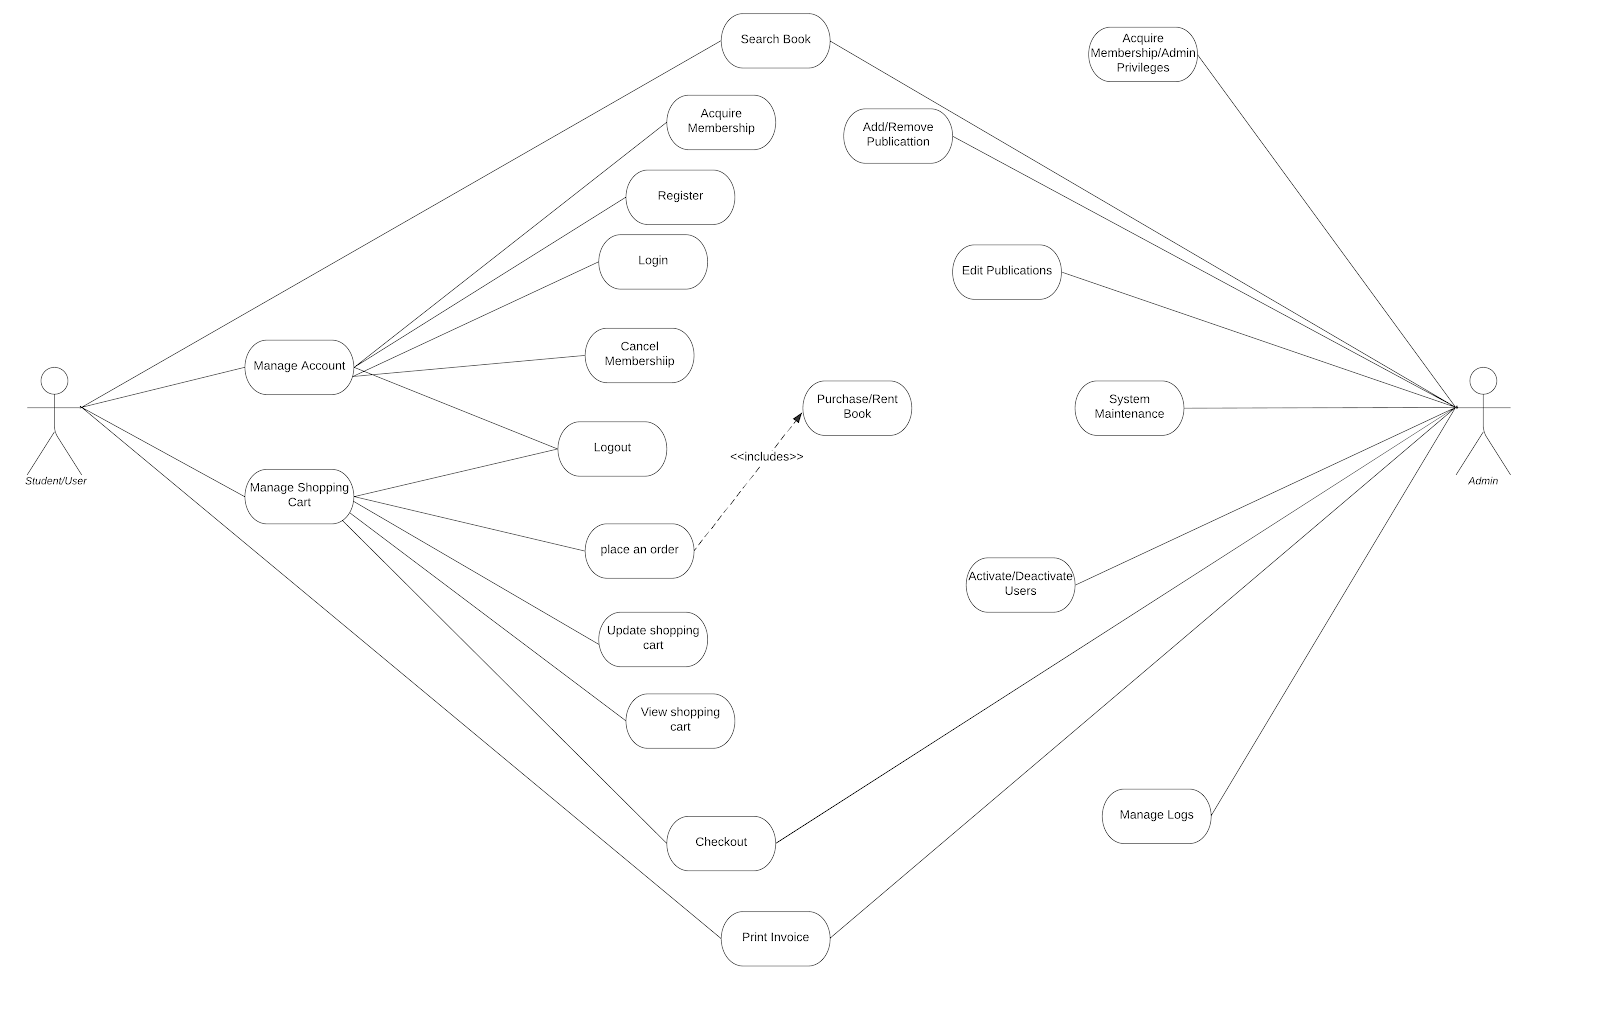 Search Book
Acquire
Membership/Admin
Privileges
Acquire
Membership
Add/Remove
Publicattion
Register
Login
Edit Publications
Cancel
Membershiip
Manage Account
Purchase/Rent
Book
System
Maintenance
Logout
<<includes>>
Student/User
Admin
Manage Shopping
Cart
place an order
Activate/Deactivate
Users
Update shopping
cart
View shopping
cart
Manage Logs
Checkout
Print Invoice